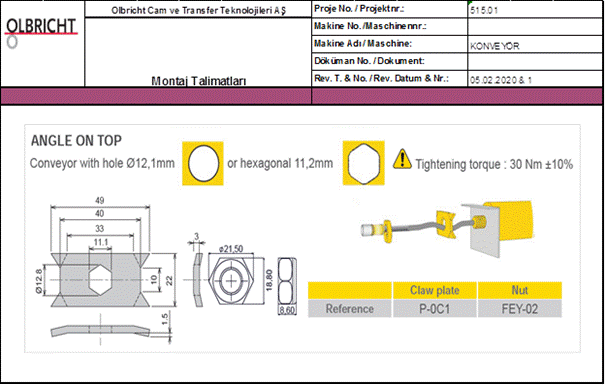 OLBRICHT
Olbricht Cam ve Transfer Teknolojileri AŞ
Montaj Talimatları
Proje No. / Projektnr.: 515.01
Makine No./Maschinennr.:
Makine Adı / Maschine: KONVEYÖR
Döküman No. / Dokument:
Rev. T. & No. / Rev. Datum & Nr.: 05.02.2020 & 1
ANGLE ON TOP
Conveyor with hole Ø12,1mm or hexagonal 11,2mm Tightening torque : 30 Nm ±10%
49
40
33
11.1
Ø12.8
10
22
1.5
3
ø21,50
18,80
8,60
Claw plate Nut
Reference P-0C1 FEY-02